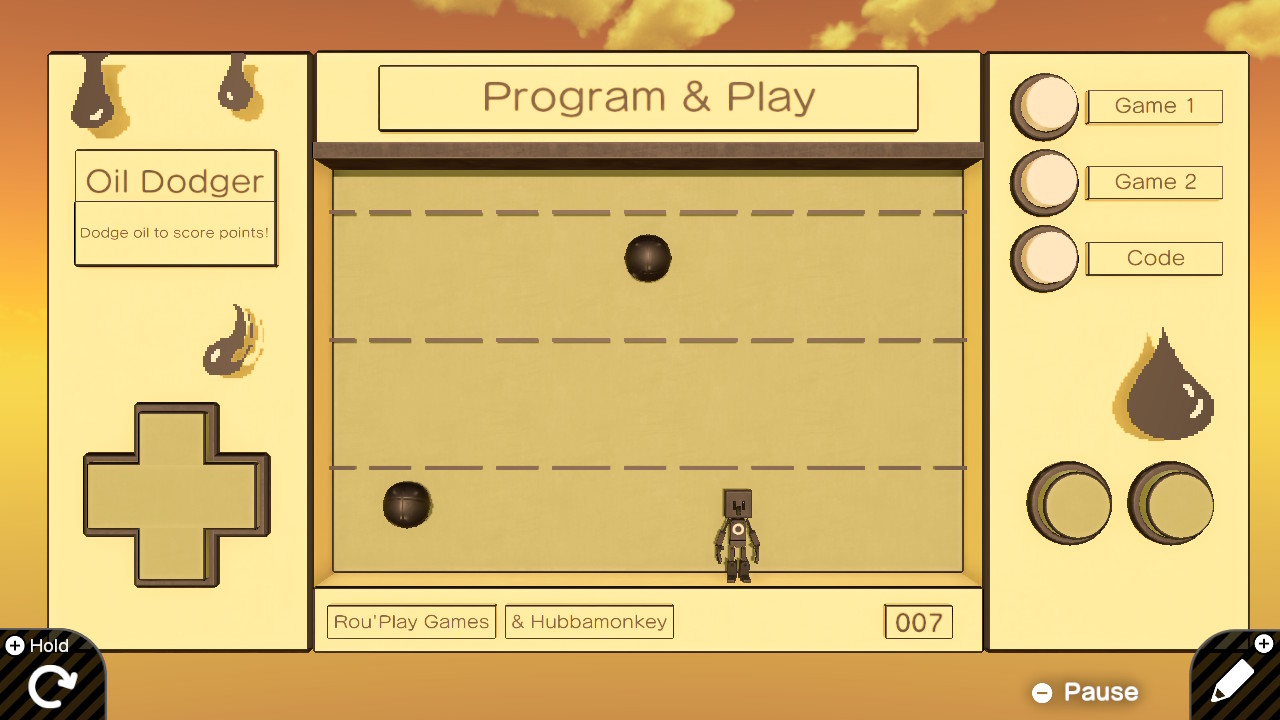 Program & Play
Oil Dodger
Dodge oil to score points!
Game 1
Game 2
Code
Rou'Play Games
& Hubbamonkey
007
Hold
Pause